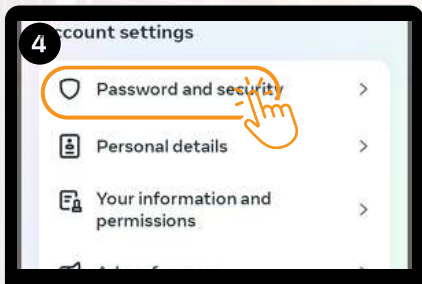 4
ccount settings
Password and security
Personal details
Your information and
permissions